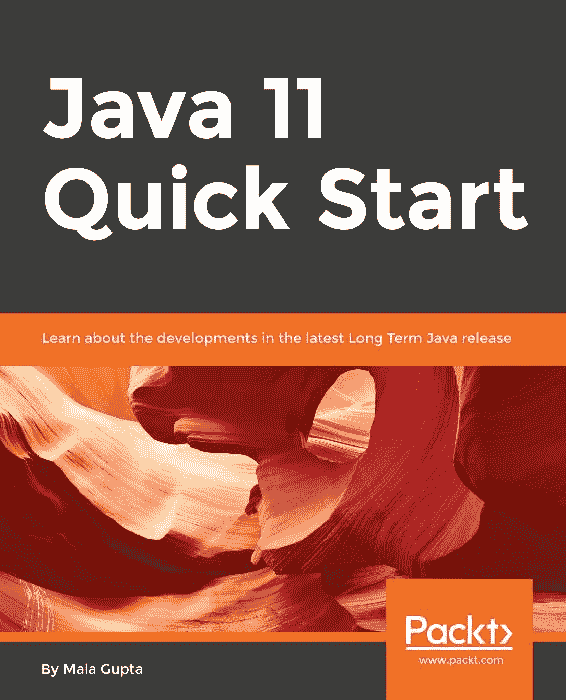 Java 11
Quick Start
Learn about the developments in the latest Long Term Java release
Packt>
www.packt.com
By Mala Gupta